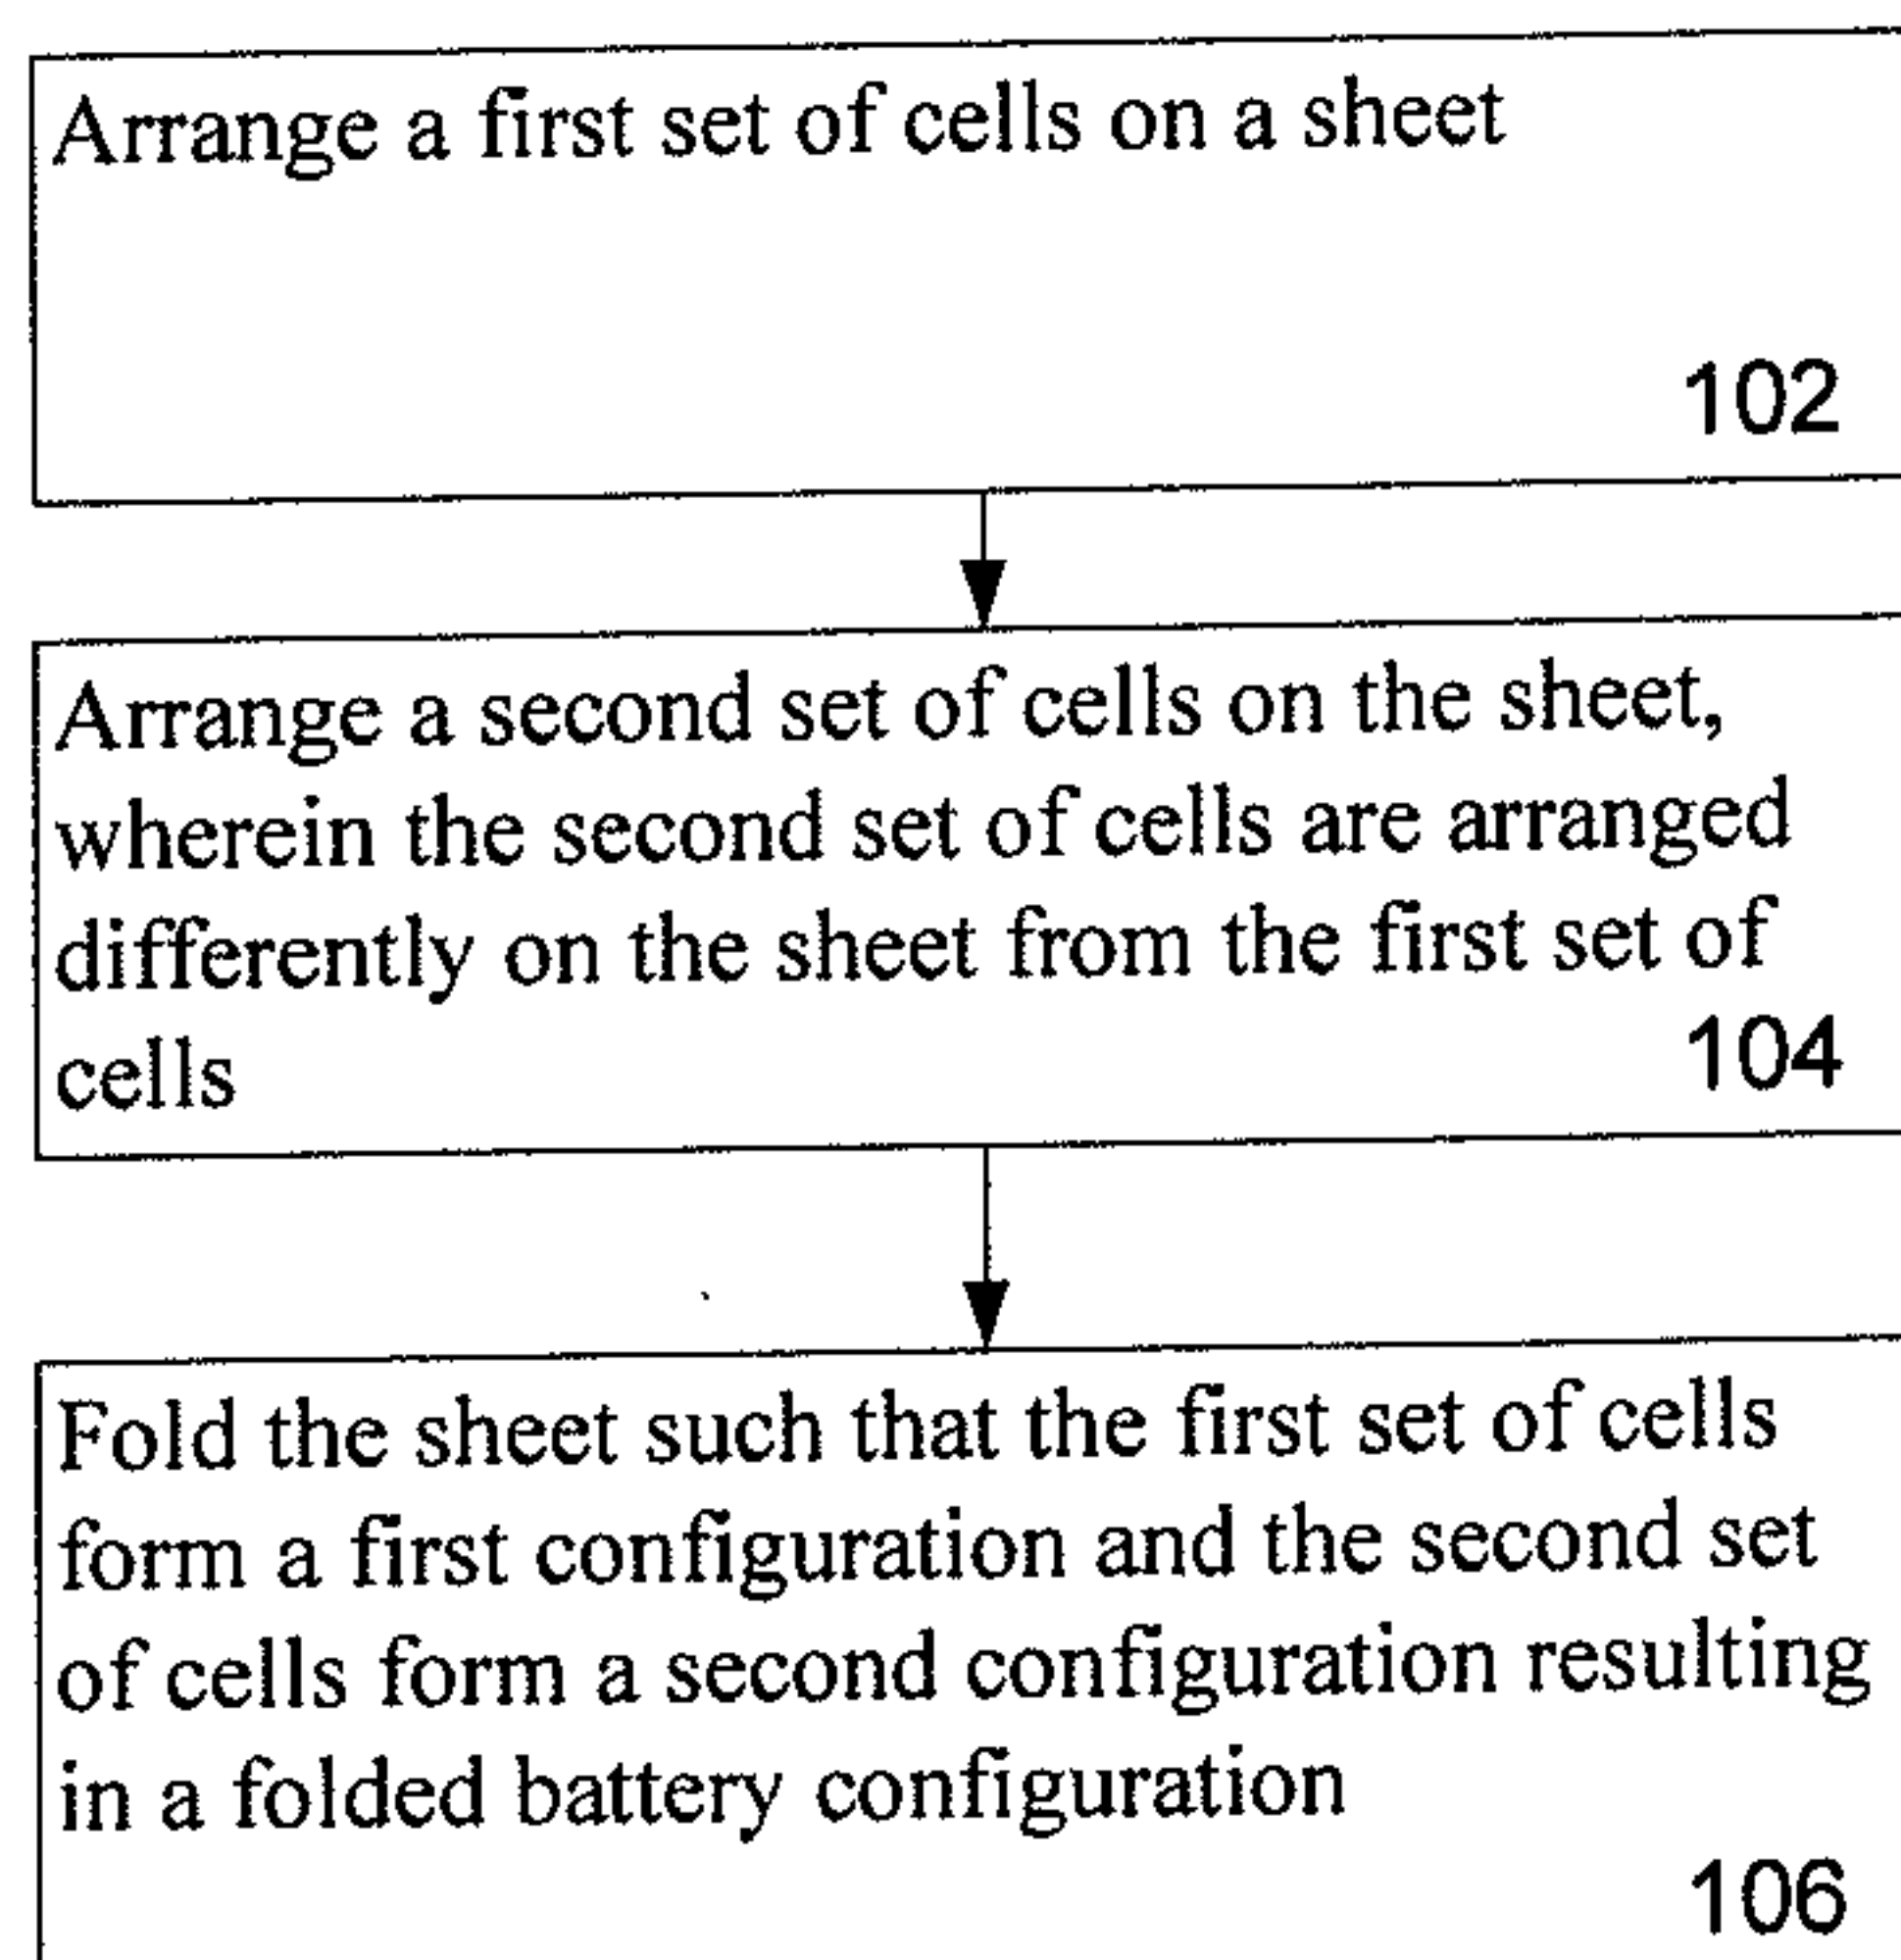 Arrange a first set of cells on a sheet
102
Arrange a second set of cells on the sheet,
wherein the second set of cells are arranged
differently on the sheet from the first set of
cells
104
Fold the sheet such that the first set of cells
form a first configuration and the second set
of cells form a second configuration resulting
in a folded battery configuration
106